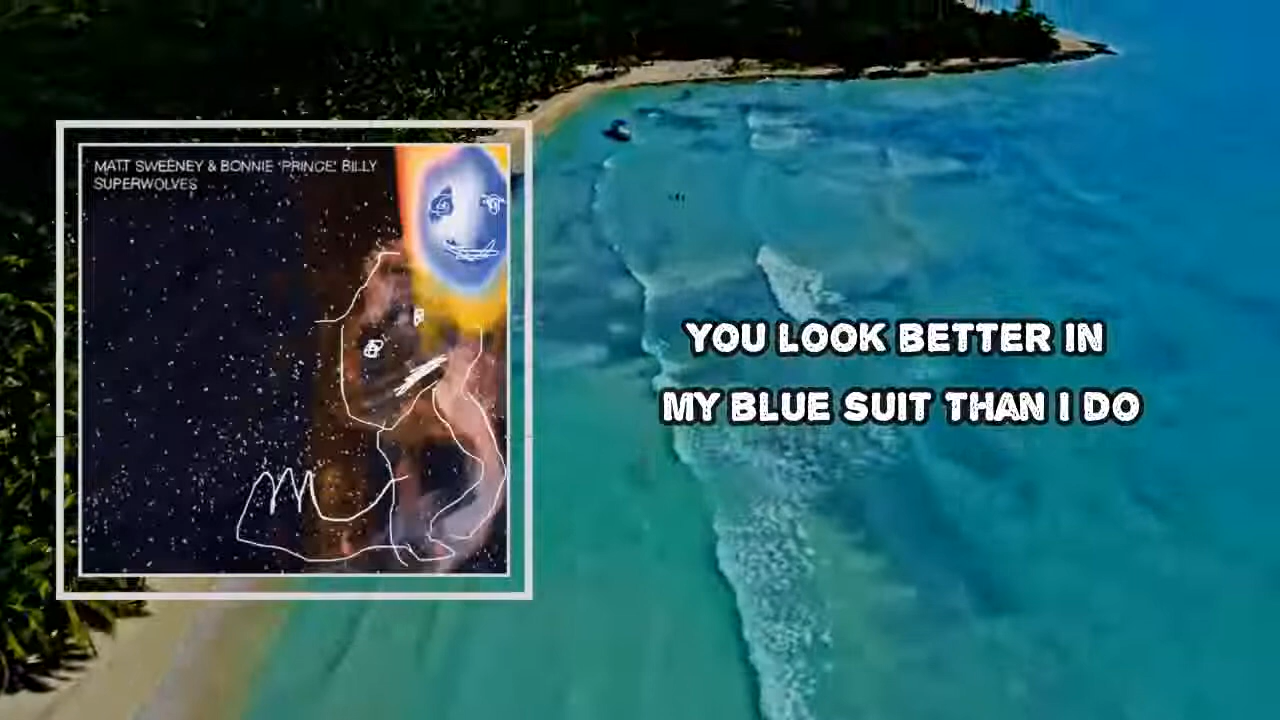 MATT SWEENEY & BONNIE 'PRINCE' BILLY
SUPERWOLVES
YOU LOOK BETTER IN
MY BLUE SUIT THAN I DO